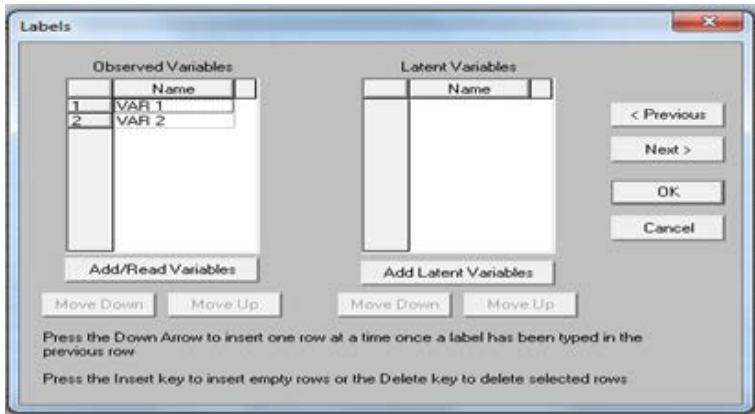 Labels
Observed Variables
Latent Variables
Name
Name
1 VAR 1
2 VAR 2
< Previous
Next >
OK
Cancel
Add/Read Variables
Add Latent Variables
Move Down
Move Up
Move Down
Move Up
Press the Down Arrow to insert one row at a time once a label has been typed in the
previous row
Press the Insert key to insert empty rows or the Delete key to delete selected rows